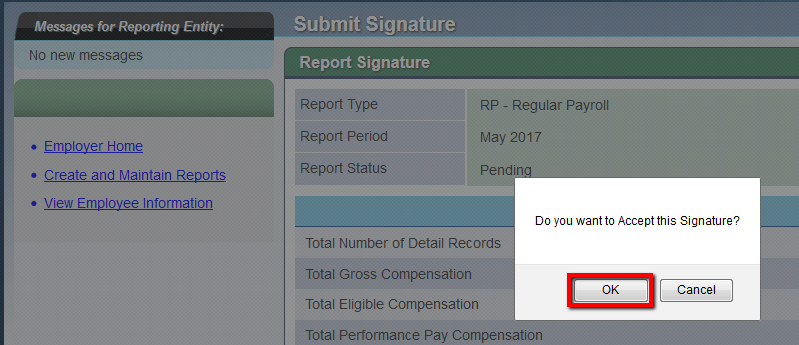 Messages for Reporting Entity:
No new messages
Employer Home
Create and Maintain Reports
View Employee Information
Submit Signature
Report Signature
Report Type RP - Regular Payroll
Report Period May 2017
Report Status Pending
Total Number of Detail Records
Total Gross Compensation
Total Eligible Compensation
Total Performance Pay Compensation
Do you want to Accept this Signature?
OK Cancel